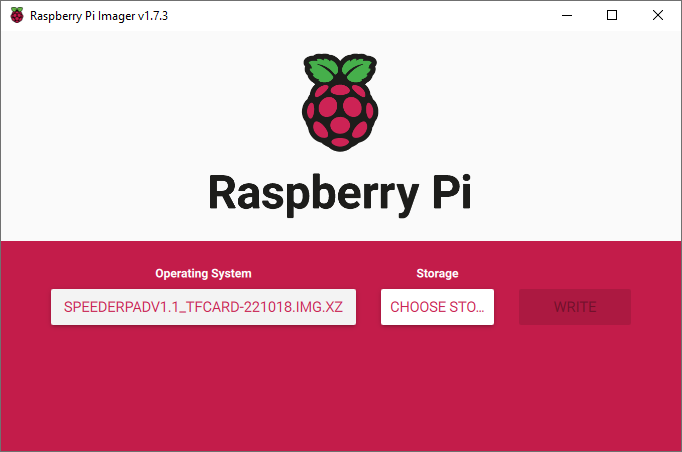 Raspberry Pi Imager v1.7.3
Raspberry Pi
Operating System
Storage
SPEEDERPADV1.1_TFCARD-221018.IMG.XZ
CHOOSE STO...
WRITE